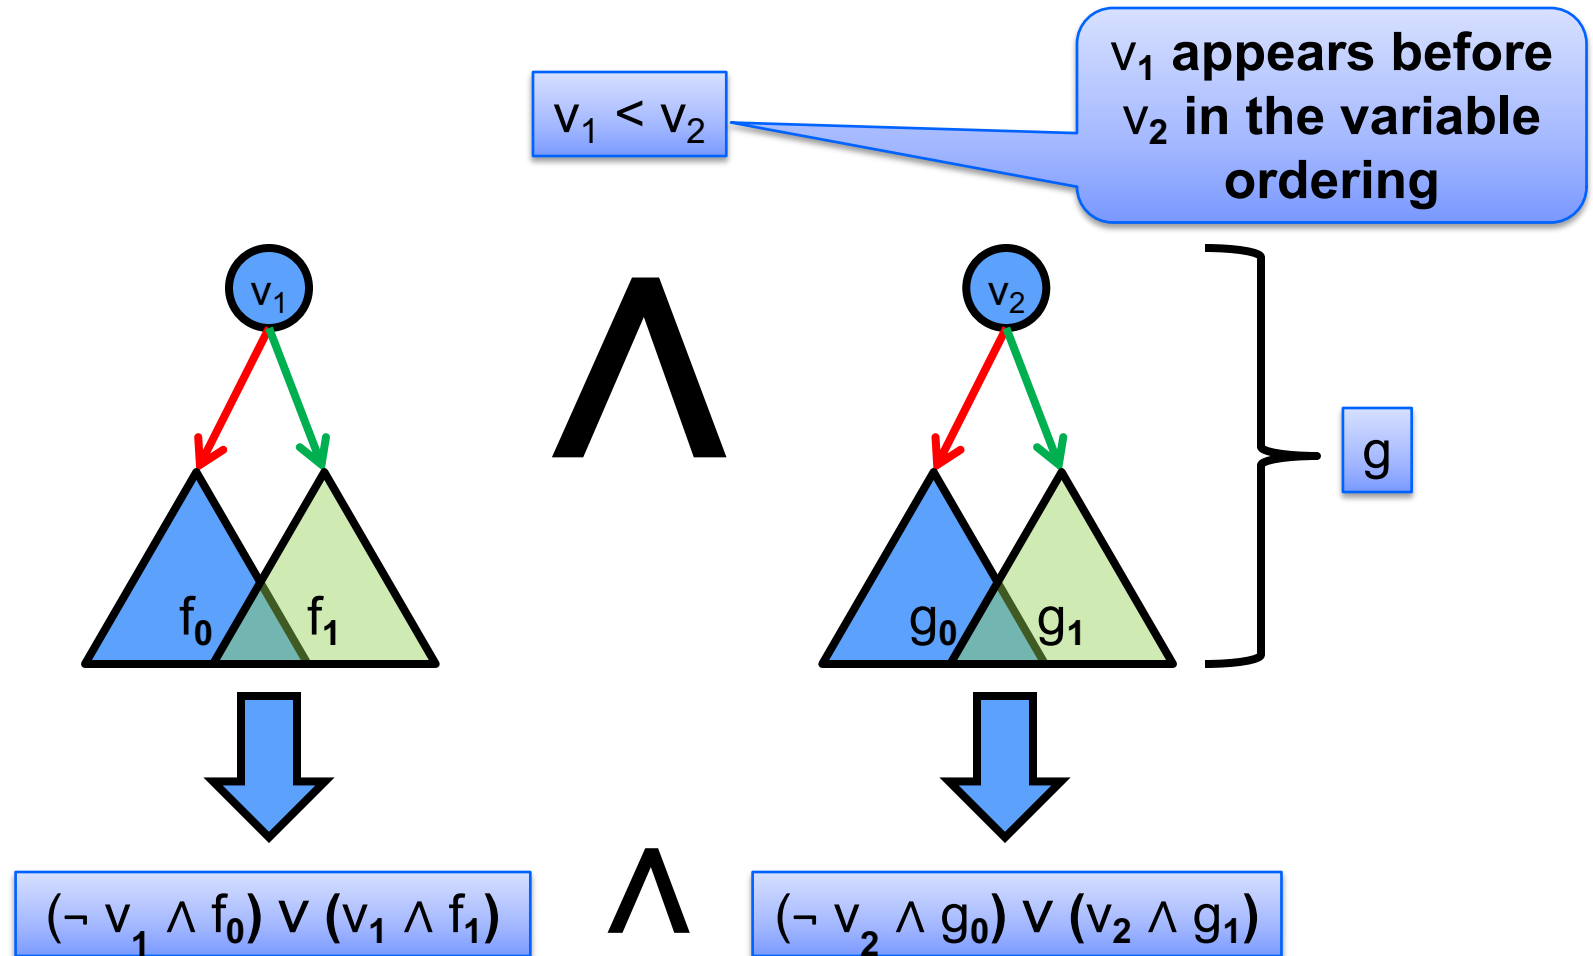 v₁ appears before
v₂ in the variable
ordering
v₁ < v₂
v₁
∧
v₂
g
f₀
f₁
g₀
g₁
(¬ v₁ ∧ f₀) ∨ (v₁ ∧ f₁)
∧
(¬ v₂ ∧ g₀) ∨ (v₂ ∧ g₁)